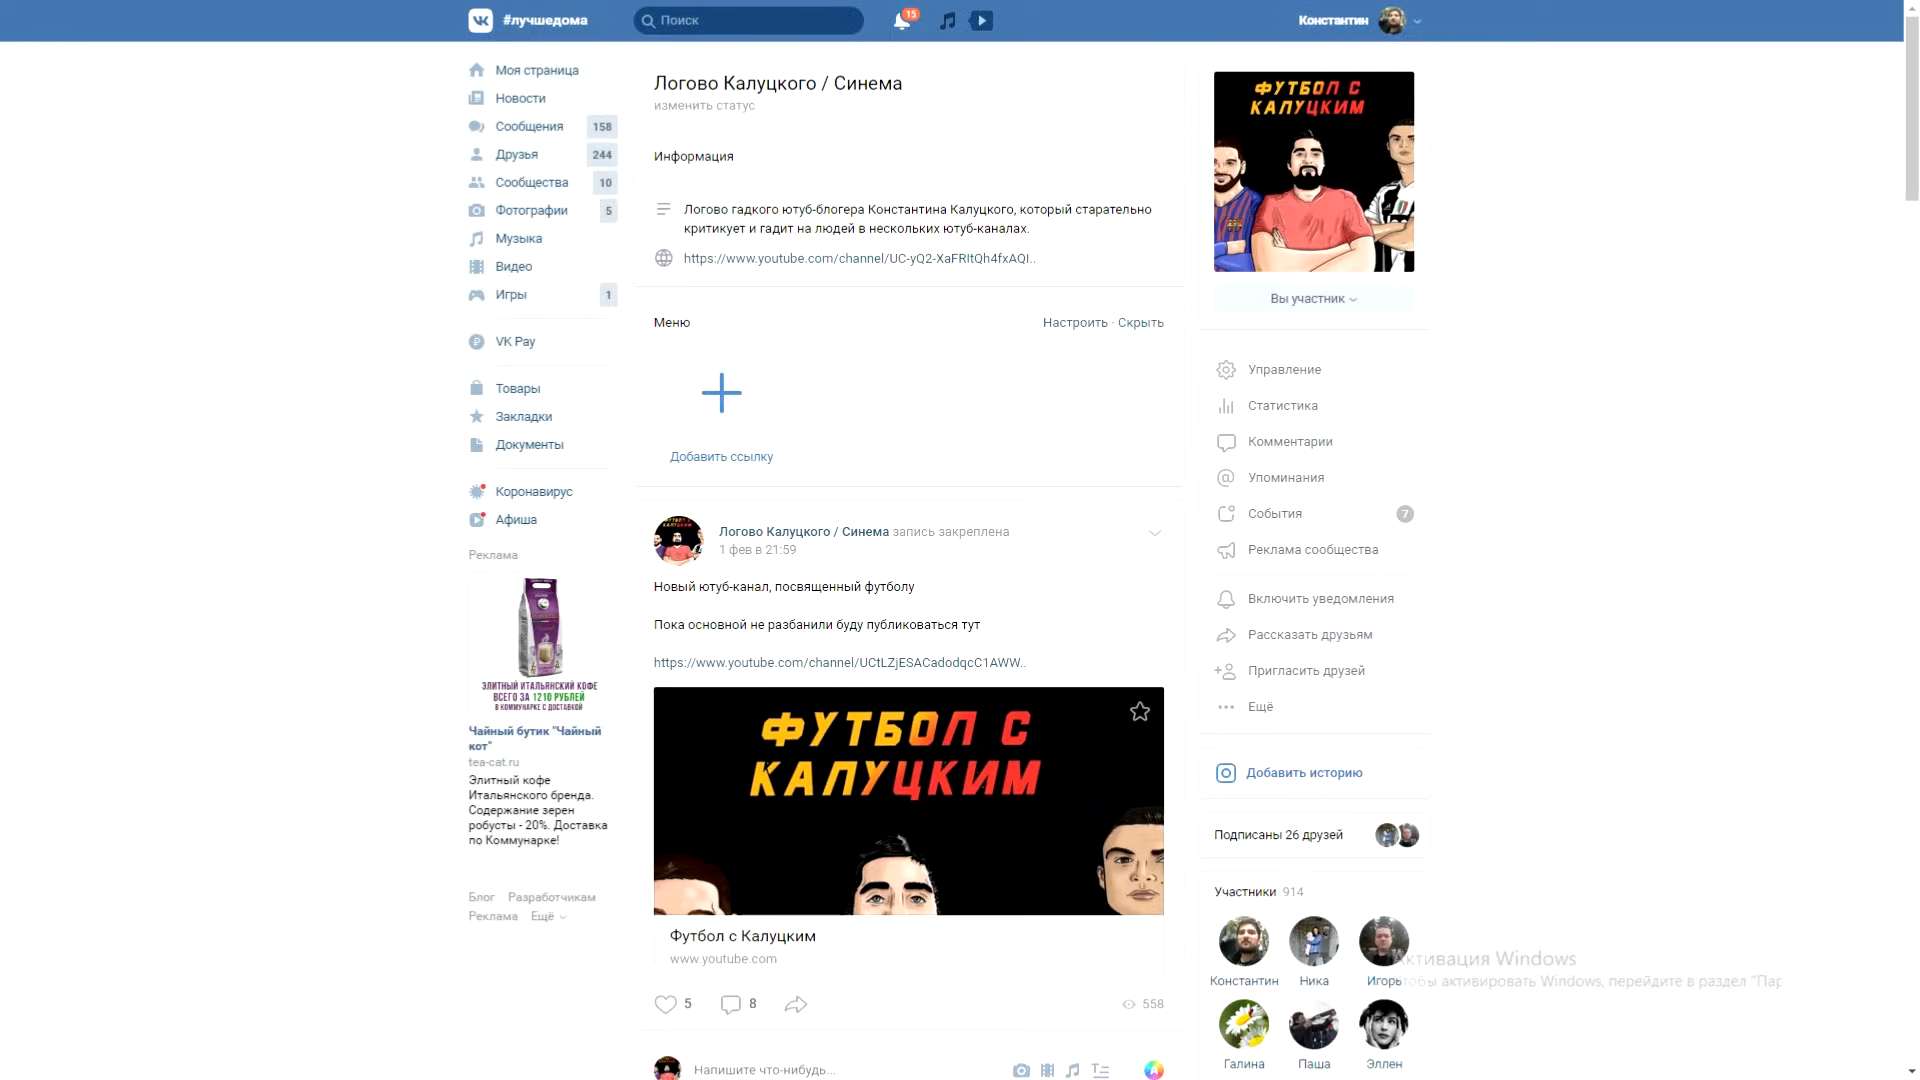 #лучшедома
Поиск
15
Константин
Моя страница
Новости
Сообщения 158
Друзья 244
Сообщества 10
Фотографии 5
Музыка
Видео
Игры 1
VK Pay
Товары
Закладки
Документы
Коронавирус
Афиша
Реклама
ЭЛИТНЫЙ ИТАЛЬЯНСКИЙ КОФЕ
ВСЕГО ЗА 1210 РУБЛЕЙ
В КОММУНАРКЕ С ДОСТАВКОЙ
Чайный бутик "Чайный
кот"
tea-cat.ru
Элитный кофе
Итальянского бренда.
Содержание зерен
робусты - 20%. Доставка
по Коммунарке!
Блог Разработчикам
Реклама Ещё
Логово Калуцкого / Синема
изменить статус
Информация
Логово гадкого ютуб-блогера Константина Калуцкого, который старательно
критикует и гадит на людей в нескольких ютуб-каналах.
https://www.youtube.com/channel/UC-yQ2-XaFRItQh4fxAQI..
Меню
Настроить · Скрыть
Добавить ссылку
Логово Калуцкого / Синема запись закреплена
1 фев в 21:59
Новый ютуб-канал, посвященный футболу
Пока основной не разбанили буду публиковаться тут
https://www.youtube.com/channel/UCtLZjESACadodqcC1AWW..
ФУТБОЛ С
КАЛУЦКИМ
Футбол с Калуцким
www.youtube.com
5 8 558
Напишите что-нибудь...
ФУТБОЛ С
КАЛУЦКИМ
Вы участник
Управление
Статистика
Комментарии
Упоминания
События 7
Реклама сообщества
Включить уведомления
Рассказать друзьям
Пригласить друзей
Ещё
Добавить историю
Подписаны 26 друзей
Участники 914
Константин Ника Игорь
Галина Паша Эллен
Активация Windows
Чтобы активировать Windows, перейдите в раздел "Пар